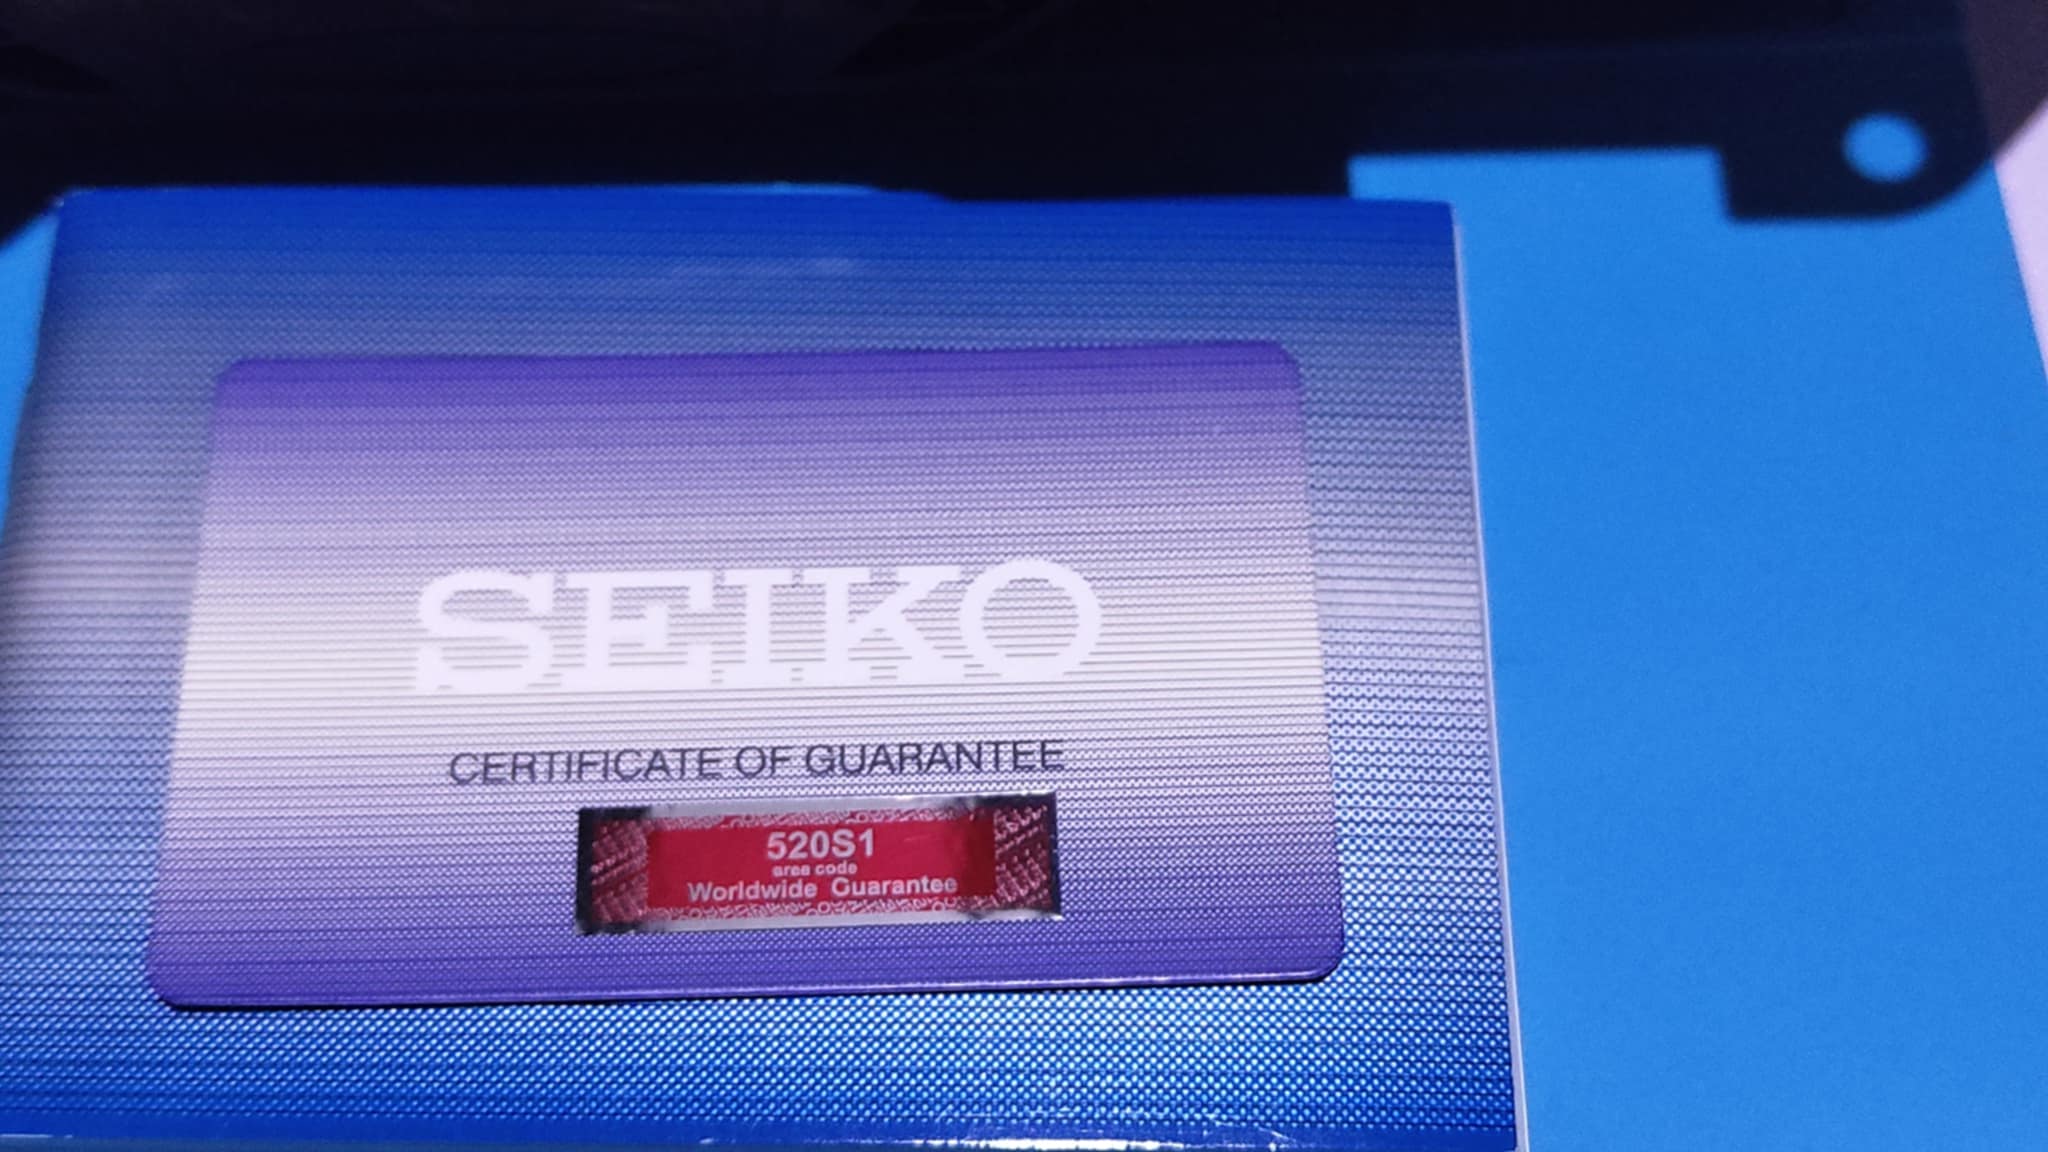 SEIKO
CERTIFICATE OF GUARANTEE
520S1
area code
Worldwide Guarantee